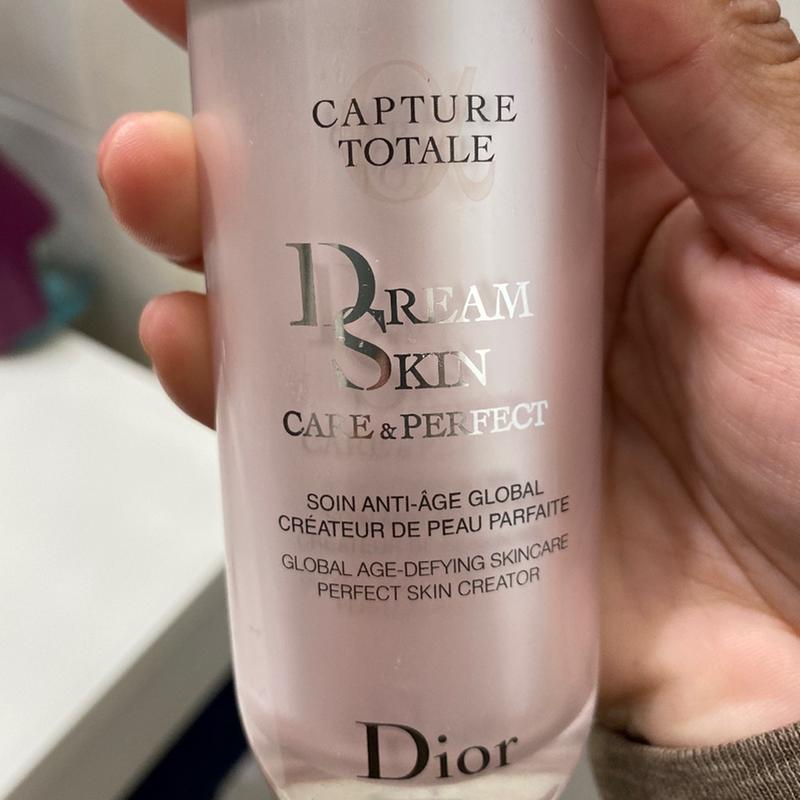 CAPTURE
TOTALE
DREAM
SKIN
CARE & PERFECT
SOIN ANTI-ÂGE GLOBAL
CRÉATEUR DE PEAU PARFAITE
GLOBAL AGE-DEFYING SKINCARE
PERFECT SKIN CREATOR
Dior